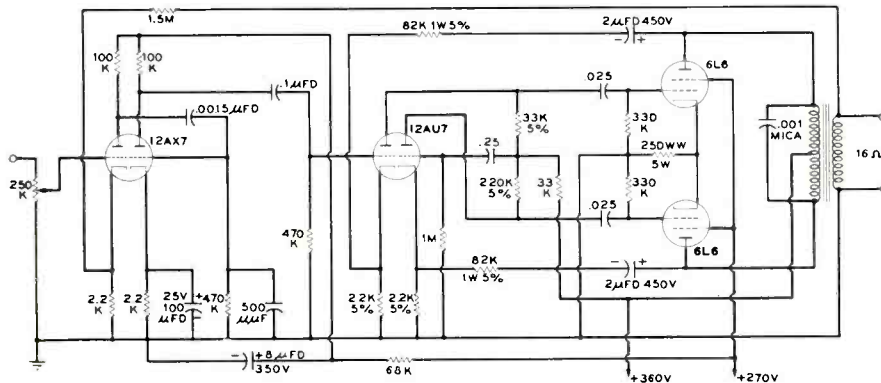 1.5M
82K 1W 5%
2µFD 450V
100
K
100
K
.1µFD
.0015µFD
12AX7
12AU7
.025
6L6
33K
5%
330
K
.25
250WW
5W
.001
MICA
16Ω
250
K
220K
5%
33
K
330
K
.025
470
K
1M
82K
1W 5%
6L6
2µFD 450V
2.2
K
2.2
K
25V
100
µFD
+
470
K
500
µµF
2.2K
5%
2.2K
5%
- +8µFD
350V
68K
+360V
+270V